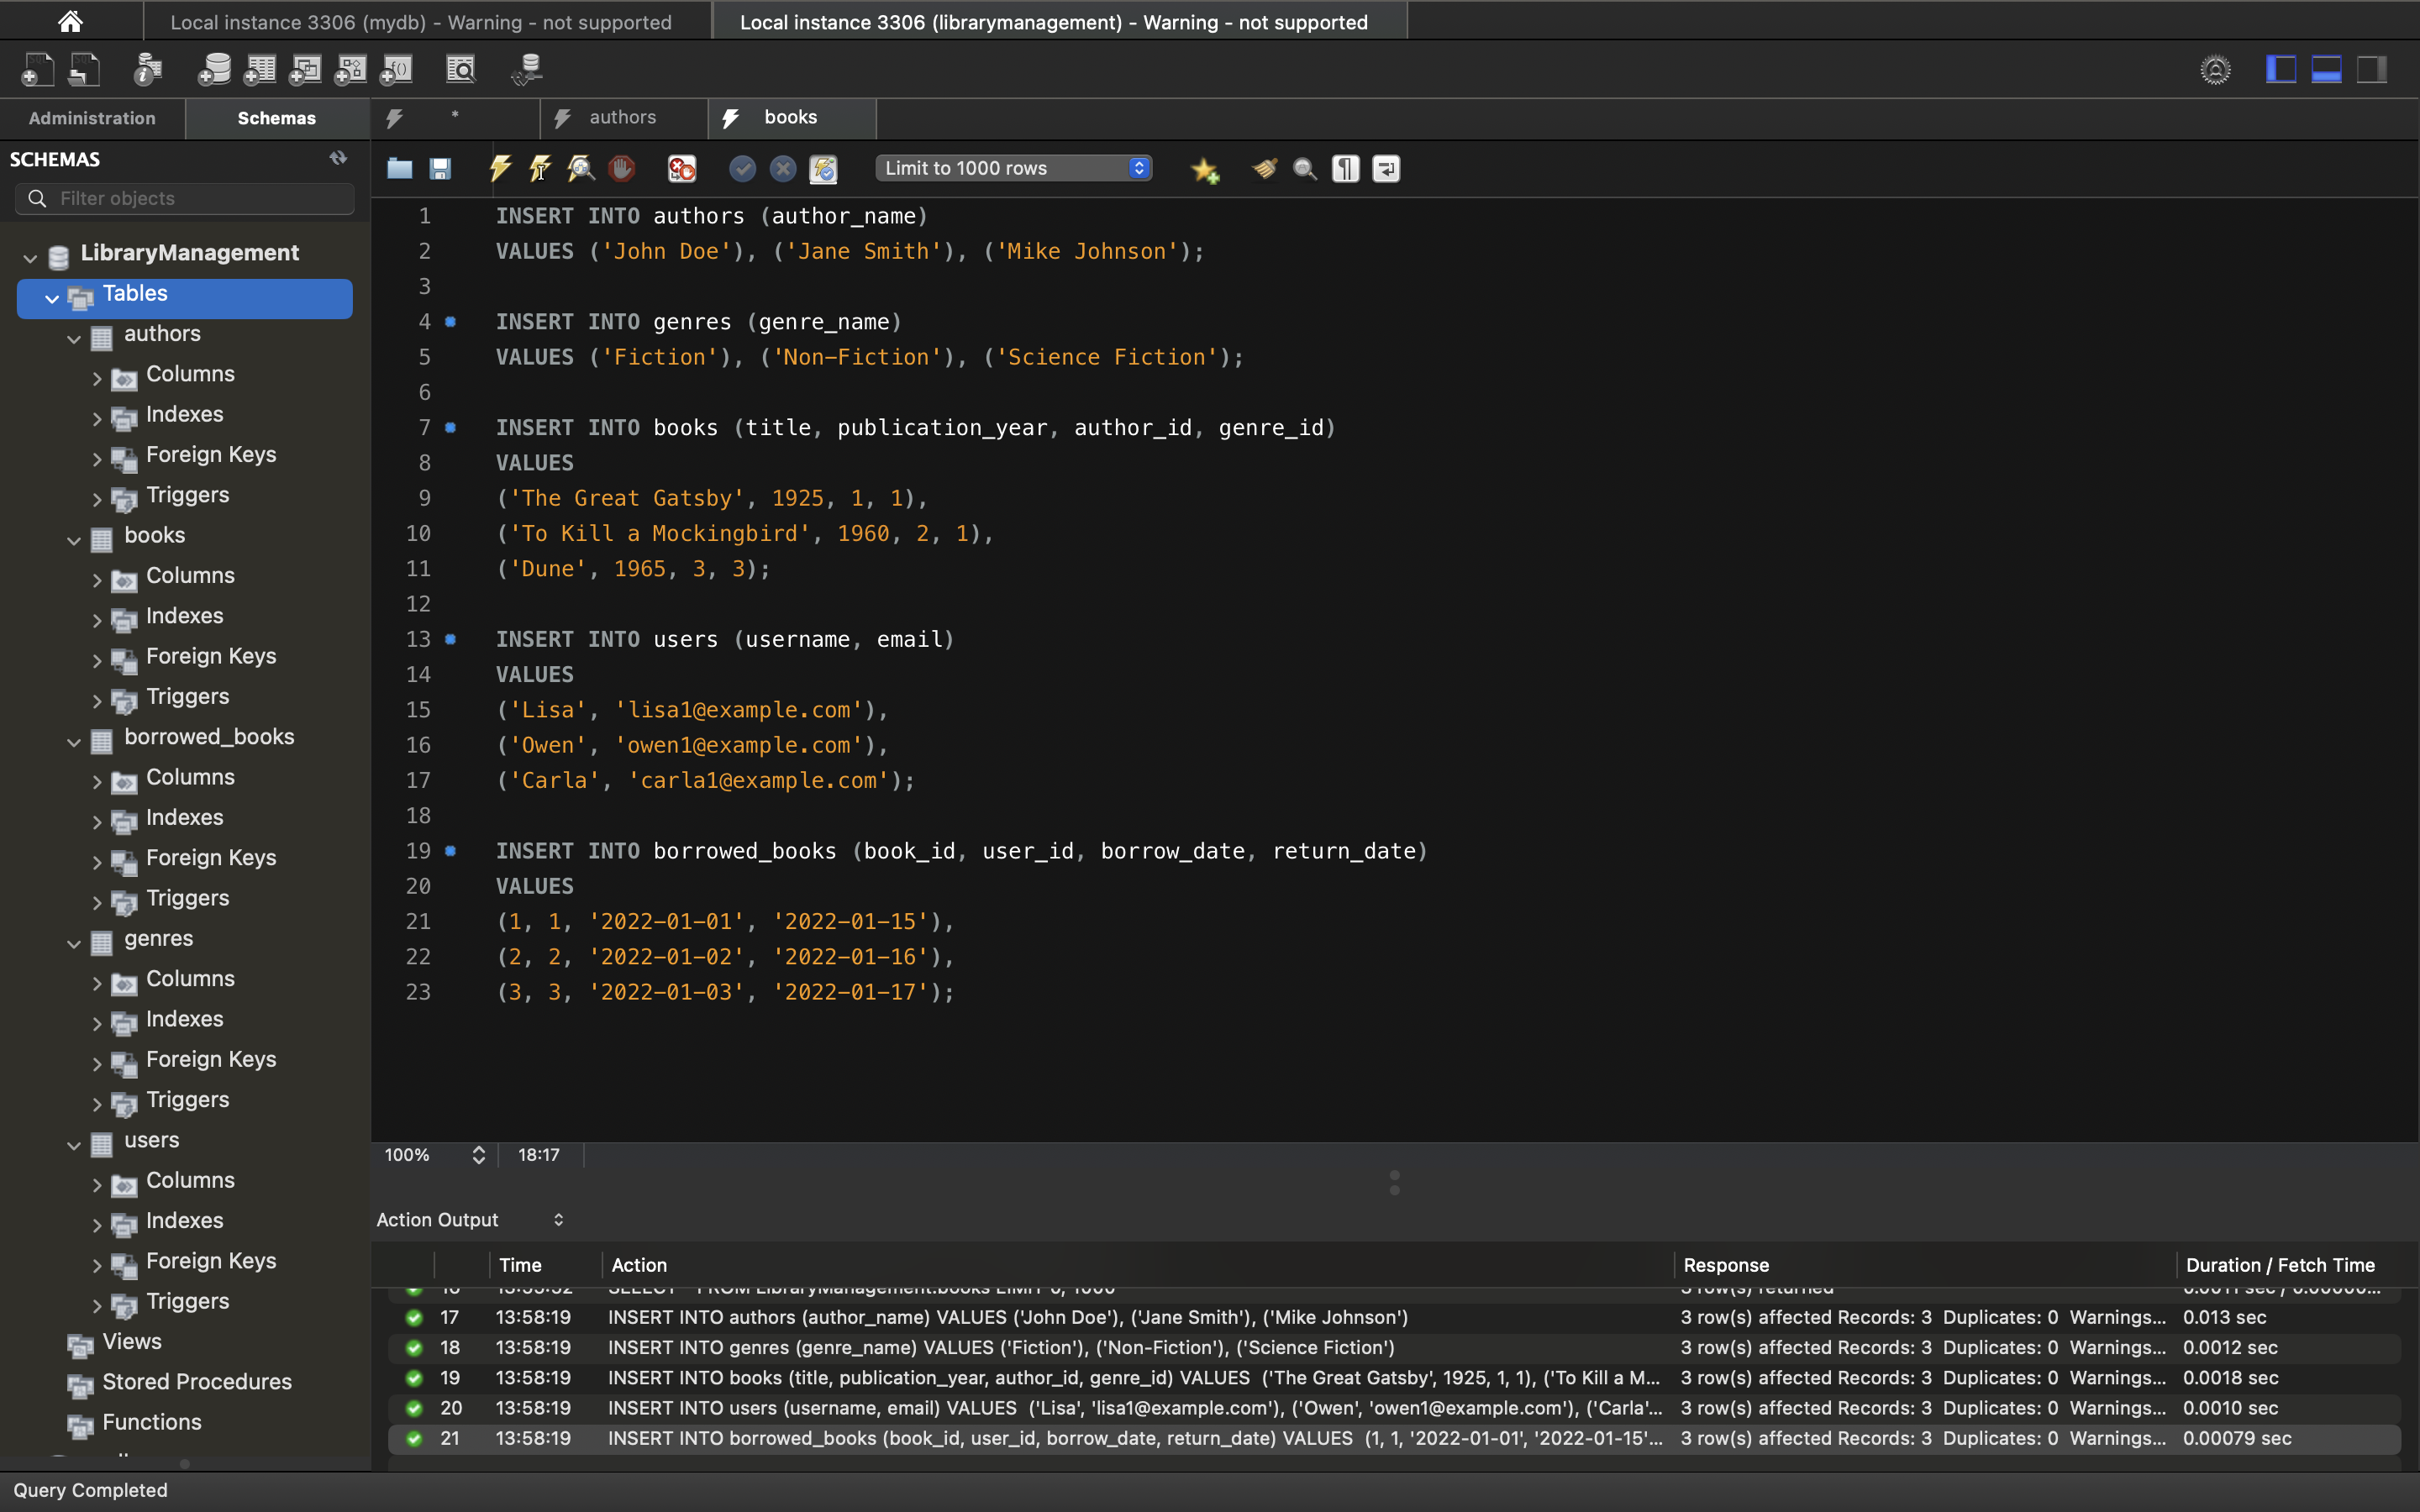 Local instance 3306 (mydb) - Warning - not supported
Local instance 3306 (librarymanagement) - Warning - not supported
Administration
Schemas
*
authors
books
SCHEMAS
Filter objects
Limit to 1000 rows
LibraryManagement
Tables
authors
Columns
Indexes
Foreign Keys
Triggers
books
Columns
Indexes
Foreign Keys
Triggers
borrowed_books
Columns
Indexes
Foreign Keys
Triggers
genres
Columns
Indexes
Foreign Keys
Triggers
users
Columns
Indexes
Foreign Keys
Triggers
Views
Stored Procedures
Functions
1 INSERT INTO authors (author_name)
2 VALUES ('John Doe'), ('Jane Smith'), ('Mike Johnson');
3
4 INSERT INTO genres (genre_name)
5 VALUES ('Fiction'), ('Non-Fiction'), ('Science Fiction');
6
7 INSERT INTO books (title, publication_year, author_id, genre_id)
8 VALUES
9 ('The Great Gatsby', 1925, 1, 1),
10 ('To Kill a Mockingbird', 1960, 2, 1),
11 ('Dune', 1965, 3, 3);
12
13 INSERT INTO users (username, email)
14 VALUES
15 ('Lisa', 'lisa1@example.com'),
16 ('Owen', 'owen1@example.com'),
17 ('Carla', 'carla1@example.com');
18
19 INSERT INTO borrowed_books (book_id, user_id, borrow_date, return_date)
20 VALUES
21 (1, 1, '2022-01-01', '2022-01-15'),
22 (2, 2, '2022-01-02', '2022-01-16'),
23 (3, 3, '2022-01-03', '2022-01-17');
100% 18:17
Action Output
Time Action Response Duration / Fetch Time
17 13:58:19 INSERT INTO authors (author_name) VALUES ('John Doe'), ('Jane Smith'), ('Mike Johnson') 3 row(s) affected Records: 3 Duplicates: 0 Warnings... 0.013 sec
18 13:58:19 INSERT INTO genres (genre_name) VALUES ('Fiction'), ('Non-Fiction'), ('Science Fiction') 3 row(s) affected Records: 3 Duplicates: 0 Warnings... 0.0012 sec
19 13:58:19 INSERT INTO books (title, publication_year, author_id, genre_id) VALUES ('The Great Gatsby', 1925, 1, 1), ('To Kill a M... 3 row(s) affected Records: 3 Duplicates: 0 Warnings... 0.0018 sec
20 13:58:19 INSERT INTO users (username, email) VALUES ('Lisa', 'lisa1@example.com'), ('Owen', 'owen1@example.com'), ('Carla'... 3 row(s) affected Records: 3 Duplicates: 0 Warnings... 0.0010 sec
21 13:58:19 INSERT INTO borrowed_books (book_id, user_id, borrow_date, return_date) VALUES (1, 1, '2022-01-01', '2022-01-15'... 3 row(s) affected Records: 3 Duplicates: 0 Warnings... 0.00079 sec
Query Completed